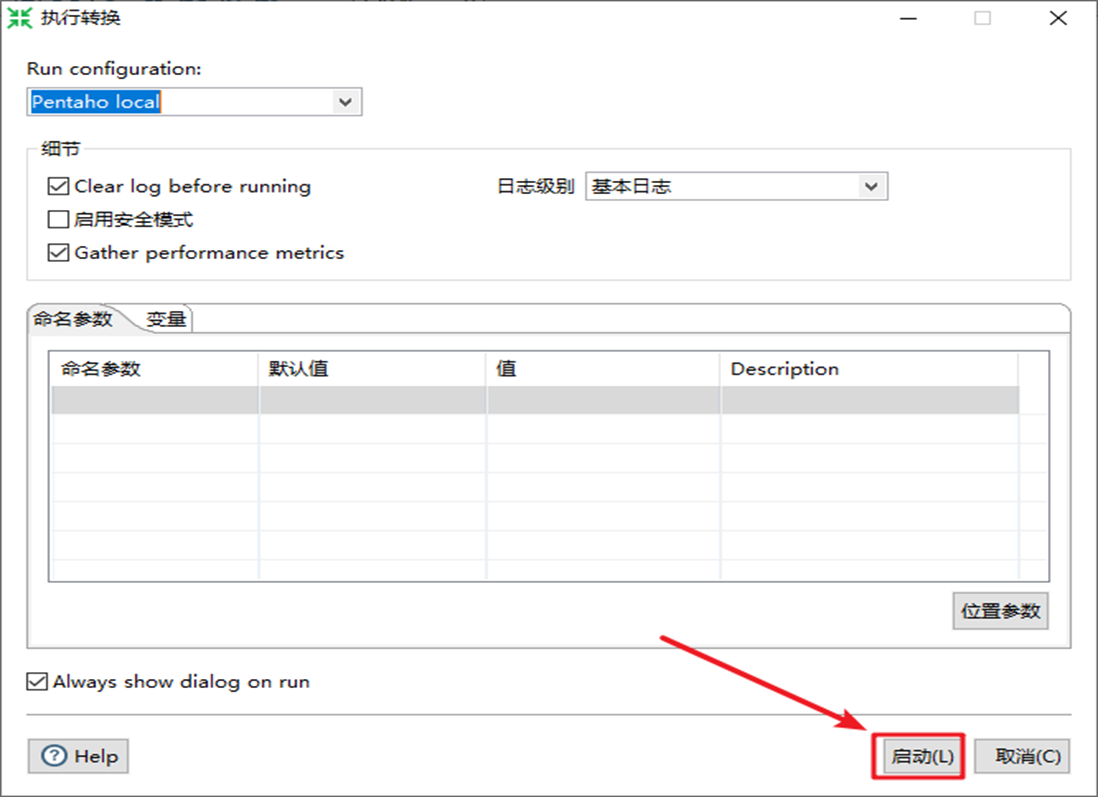 执行转换
Run configuration:
Pentaho local
细节
Clear log before running 日志级别 基本日志
启用安全模式
Gather performance metrics
命名参数 变量
命名参数 默认值 值 Description
位置参数
Always show dialog on run
Help 启动(L) 取消(C)